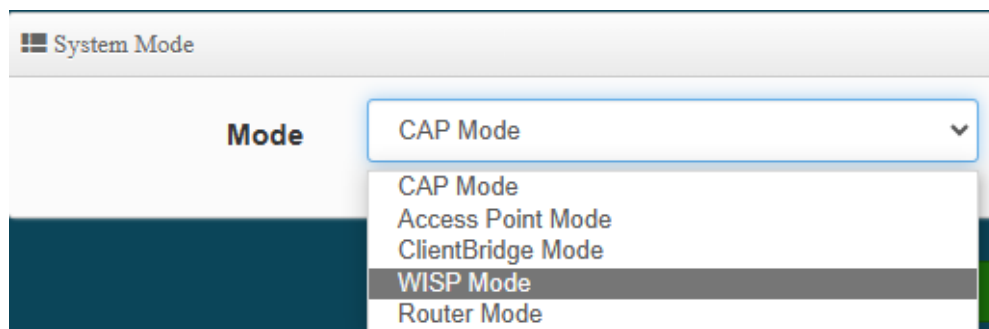 System Mode
Mode
CAP Mode
CAP Mode
Access Point Mode
ClientBridge Mode
WISP Mode
Router Mode